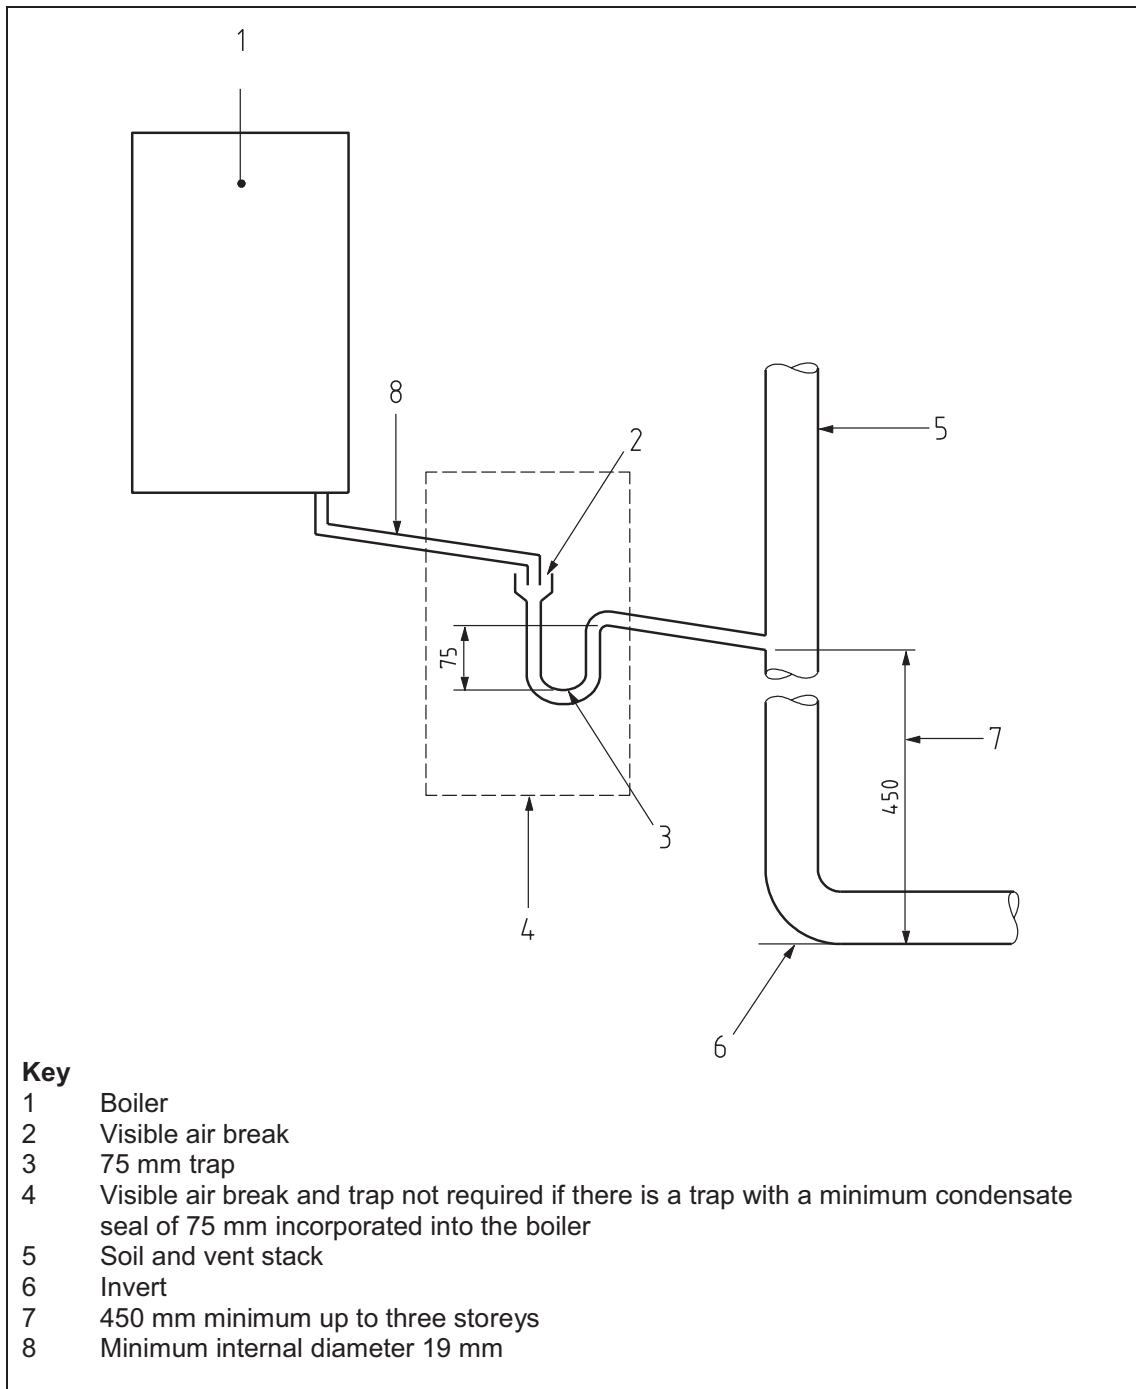 1
8
2
5
75
7
450
3
4
6
Key
1 Boiler
2 Visible air break
3 75 mm trap
4 Visible air break and trap not required if there is a trap with a minimum condensate
seal of 75 mm incorporated into the boiler
5 Soil and vent stack
6 Invert
7 450 mm minimum up to three storeys
8 Minimum internal diameter 19 mm